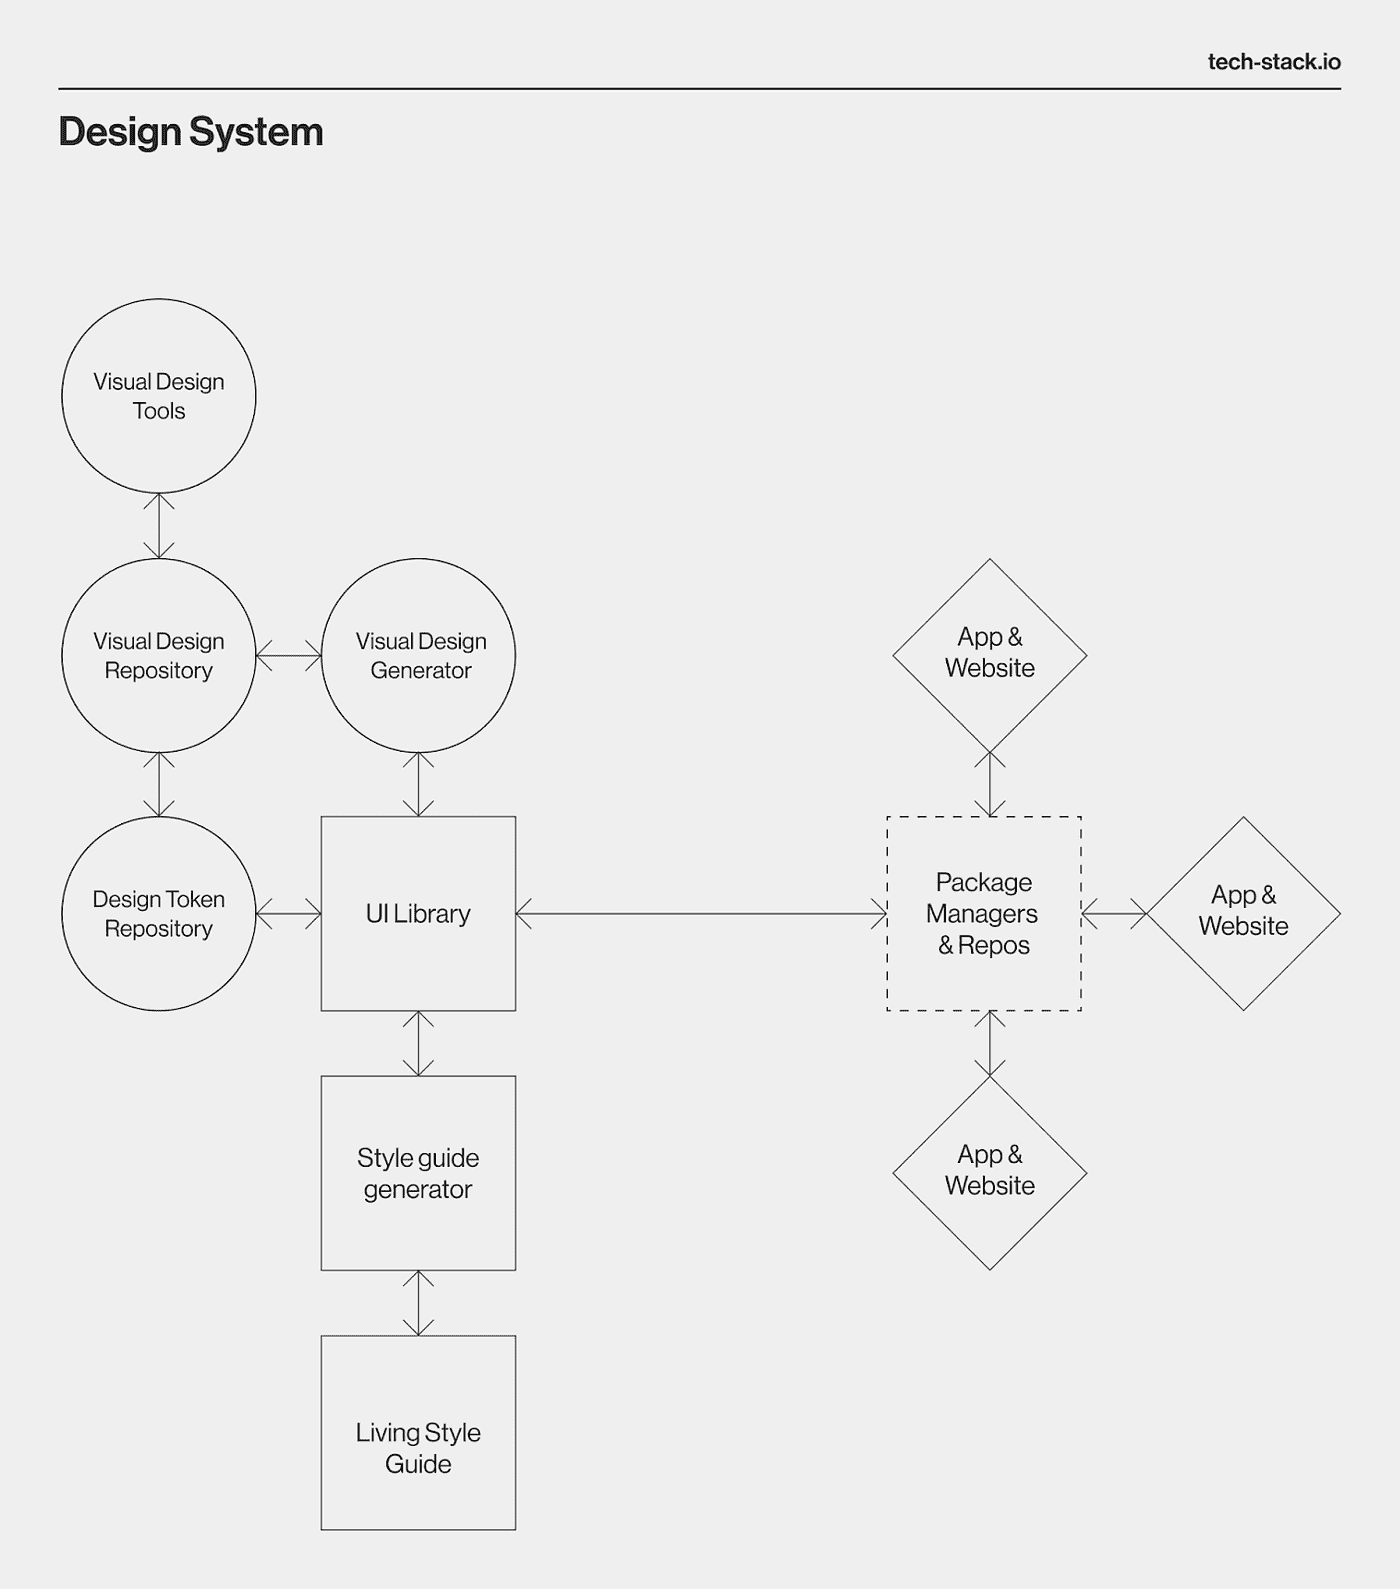 tech-stack.io
Design System
Visual Design
Tools
Visual Design
Repository
Visual Design
Generator
App &
Website
Design Token
Repository
UI Library
Package
Managers
& Repos
App &
Website
Style guide
generator
App &
Website
Living Style
Guide